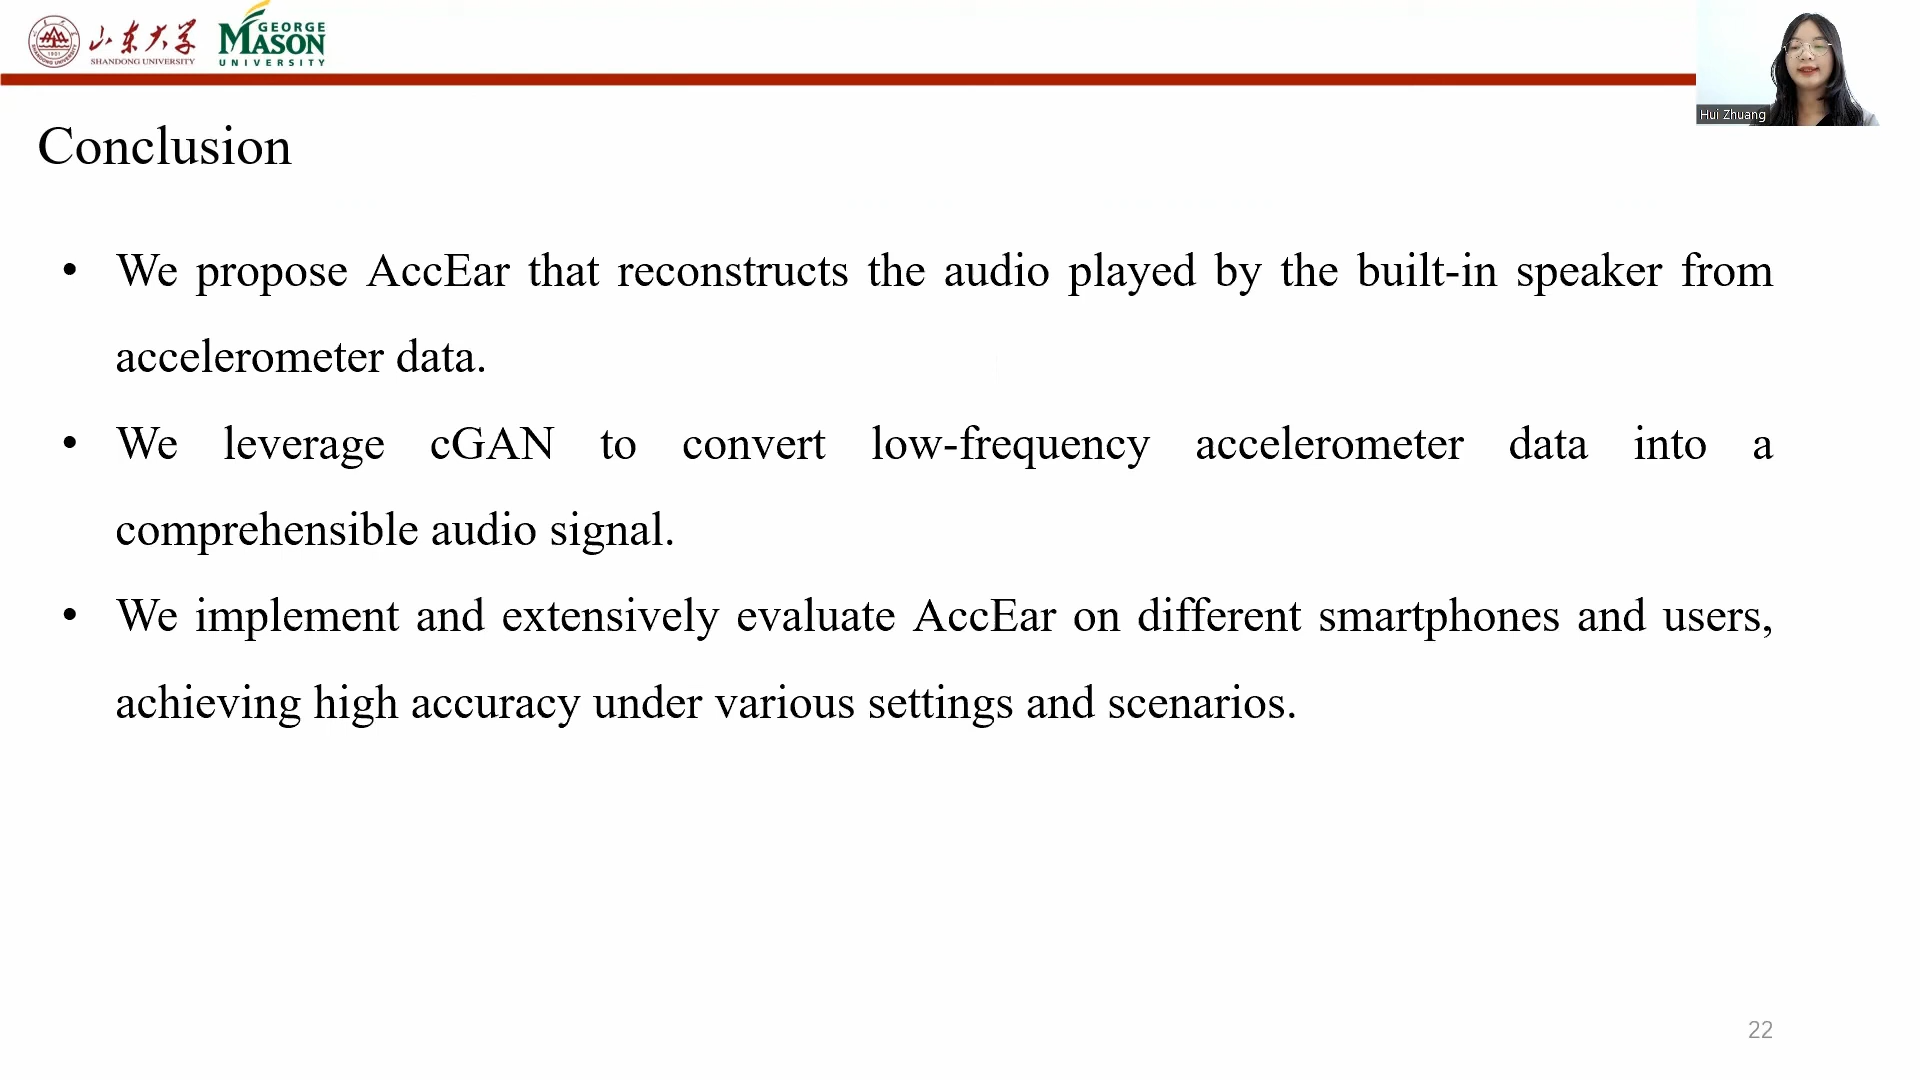 山东大学
SHANDONG UNIVERSITY
GEORGE
MASON
UNIVERSITY
Hui Zhuang
Conclusion
• We propose AccEar that reconstructs the audio played by the built-in speaker from
accelerometer data.
• We leverage cGAN to convert low-frequency accelerometer data into a
comprehensible audio signal.
• We implement and extensively evaluate AccEar on different smartphones and users,
achieving high accuracy under various settings and scenarios.
22